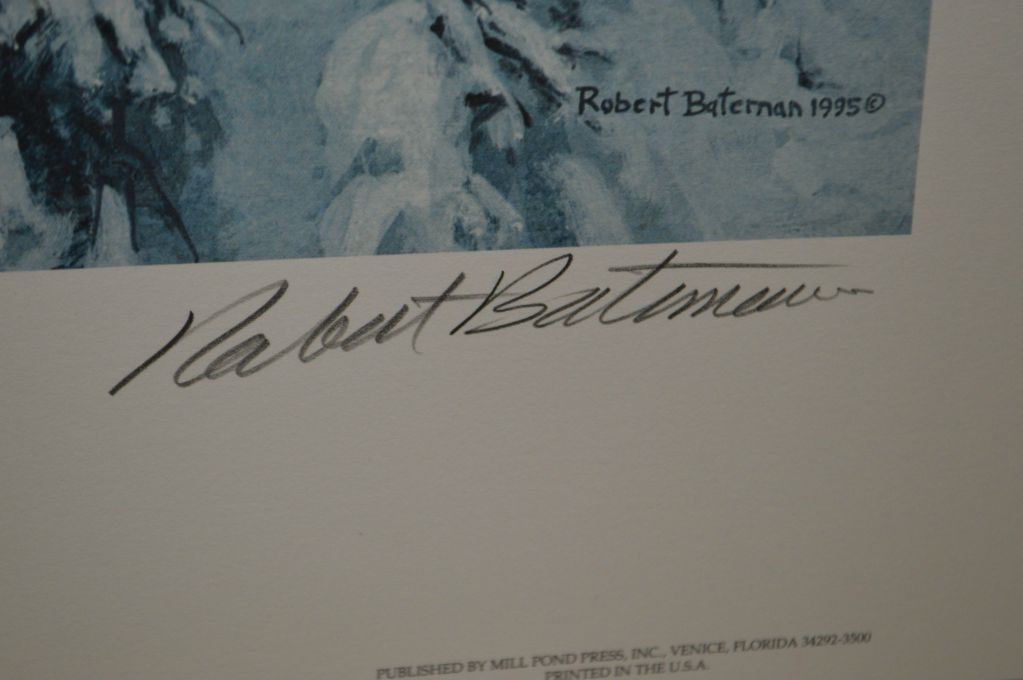 Robert Bateman 1995©
Robert Bateman
PUBLISHED BY MILL POND PRESS, INC., VENICE, FLORIDA 34292-3500
PRINTED IN THE U.S.A.